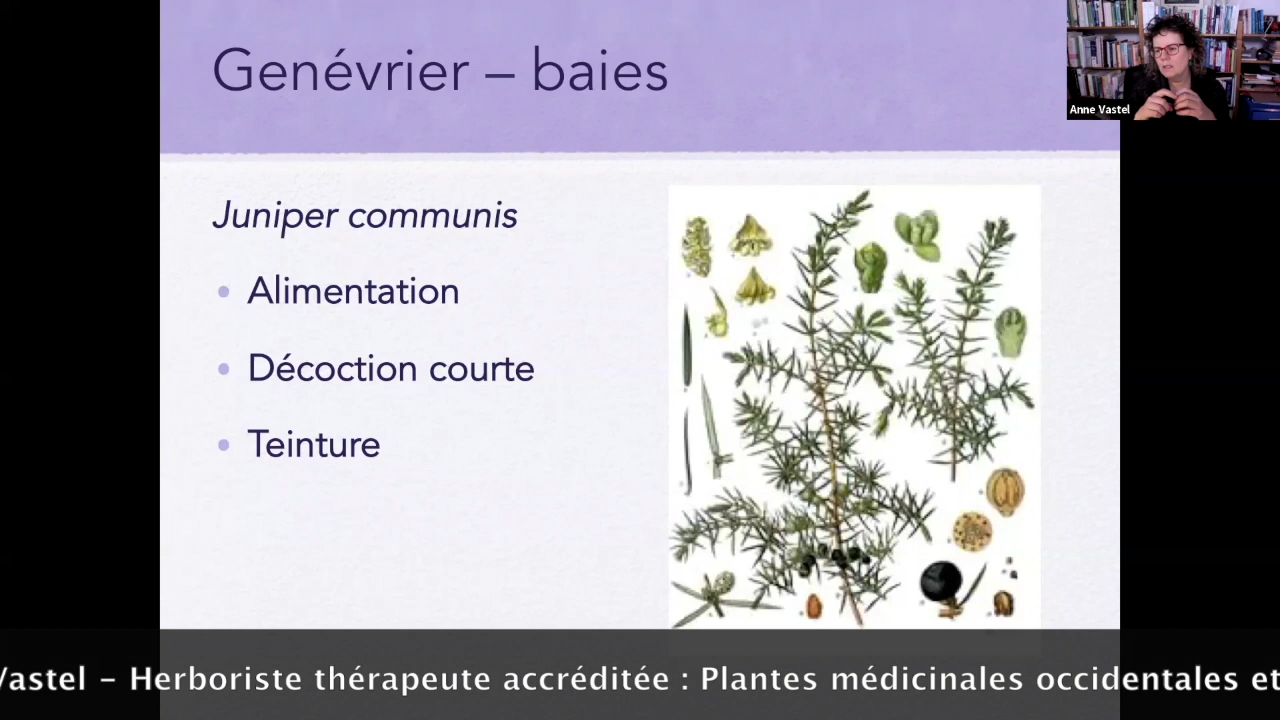 Genévrier – baies
Anne Vastel
Juniper communis
• Alimentation
• Décoction courte
• Teinture
Vastel – Herboriste thérapeute accréditée : Plantes médicinales occidentales et